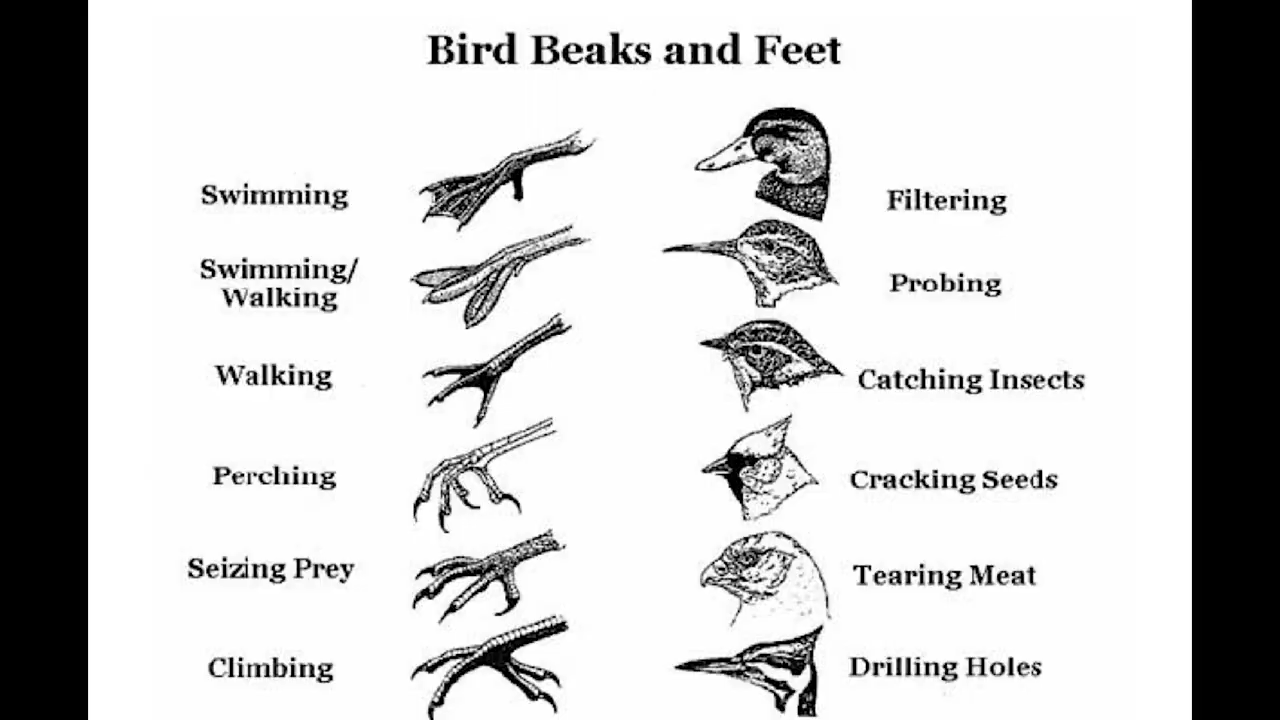 Bird Beaks and Feet
Swimming
Filtering
Swimming/
Walking
Probing
Walking
Catching Insects
Perching
Cracking Seeds
Seizing Prey
Tearing Meat
Climbing
Drilling Holes